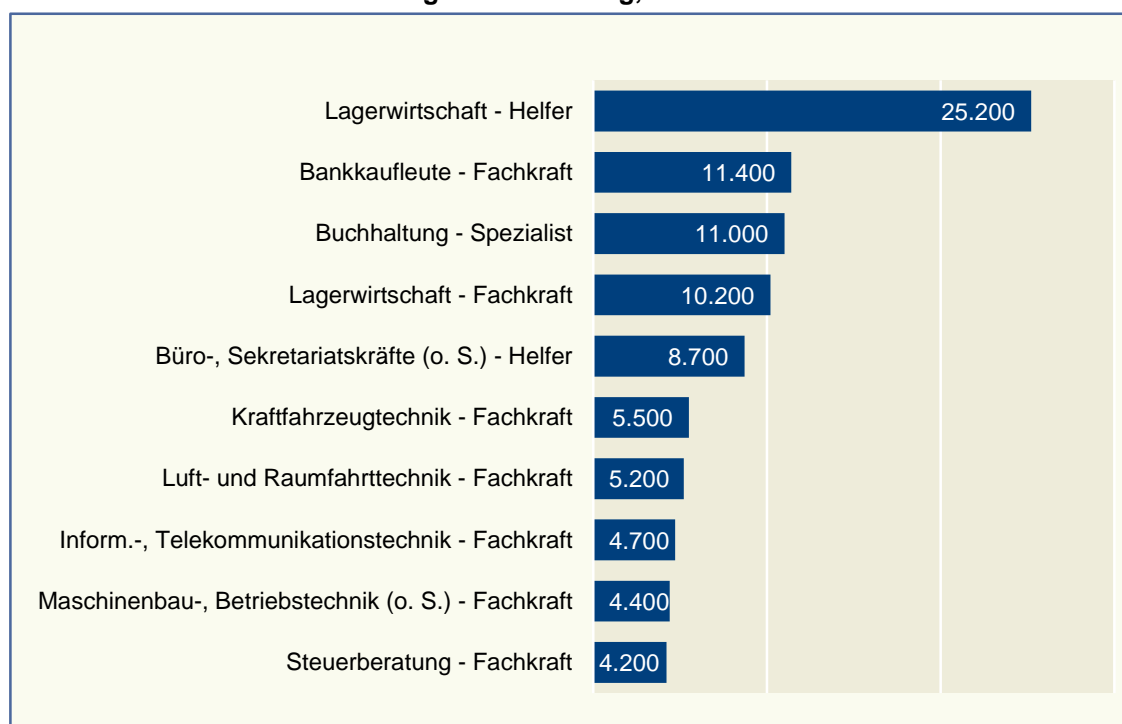 Lagerwirtschaft - Helfer 25.200
Bankkaufleute - Fachkraft 11.400
Buchhaltung - Spezialist 11.000
Lagerwirtschaft - Fachkraft 10.200
Büro-, Sekretariatskräfte (o. S.) - Helfer 8.700
Kraftfahrzeugtechnik - Fachkraft 5.500
Luft- und Raumfahrttechnik - Fachkraft 5.200
Inform.-, Telekommunikationstechnik - Fachkraft 4.700
Maschinenbau-, Betriebstechnik (o. S.) - Fachkraft 4.400
Steuerberatung - Fachkraft 4.200